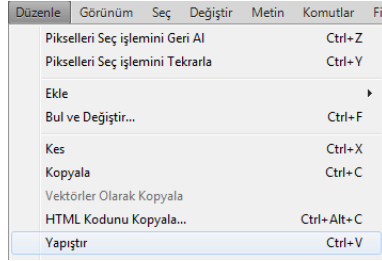 Düzenle Görünüm Seç Değiştir Metin Komutlar
Pikselleri Seç işlemini Geri Al Ctrl+Z
Pikselleri Seç işlemini Tekrarla Ctrl+Y
Ekle
Bul ve Değiştir... Ctrl+F
Kes Ctrl+X
Kopyala Ctrl+C
Vektörler Olarak Kopyala
HTML Kodunu Kopyala... Ctrl+Alt+C
Yapıştır Ctrl+V